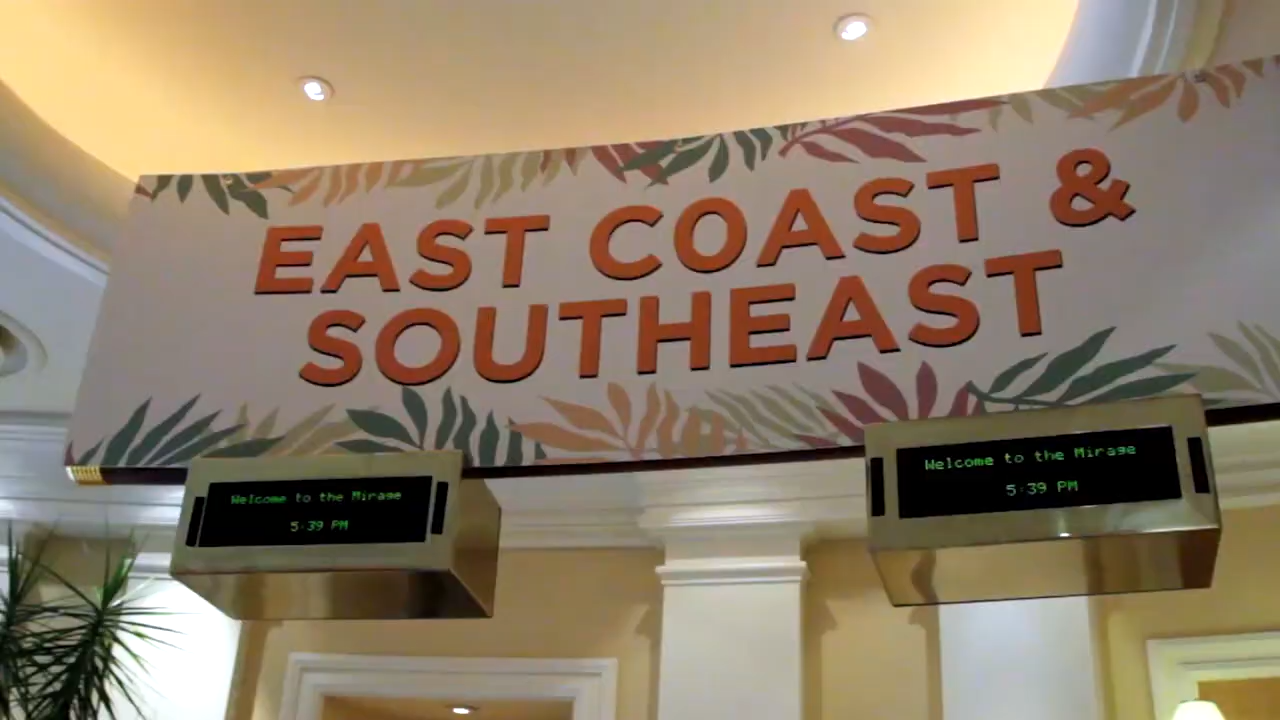 EAST COAST &
SOUTHEAST
Welcome to the Mirage
5:39 PM
Welcome to the Mirage
5:39 PM